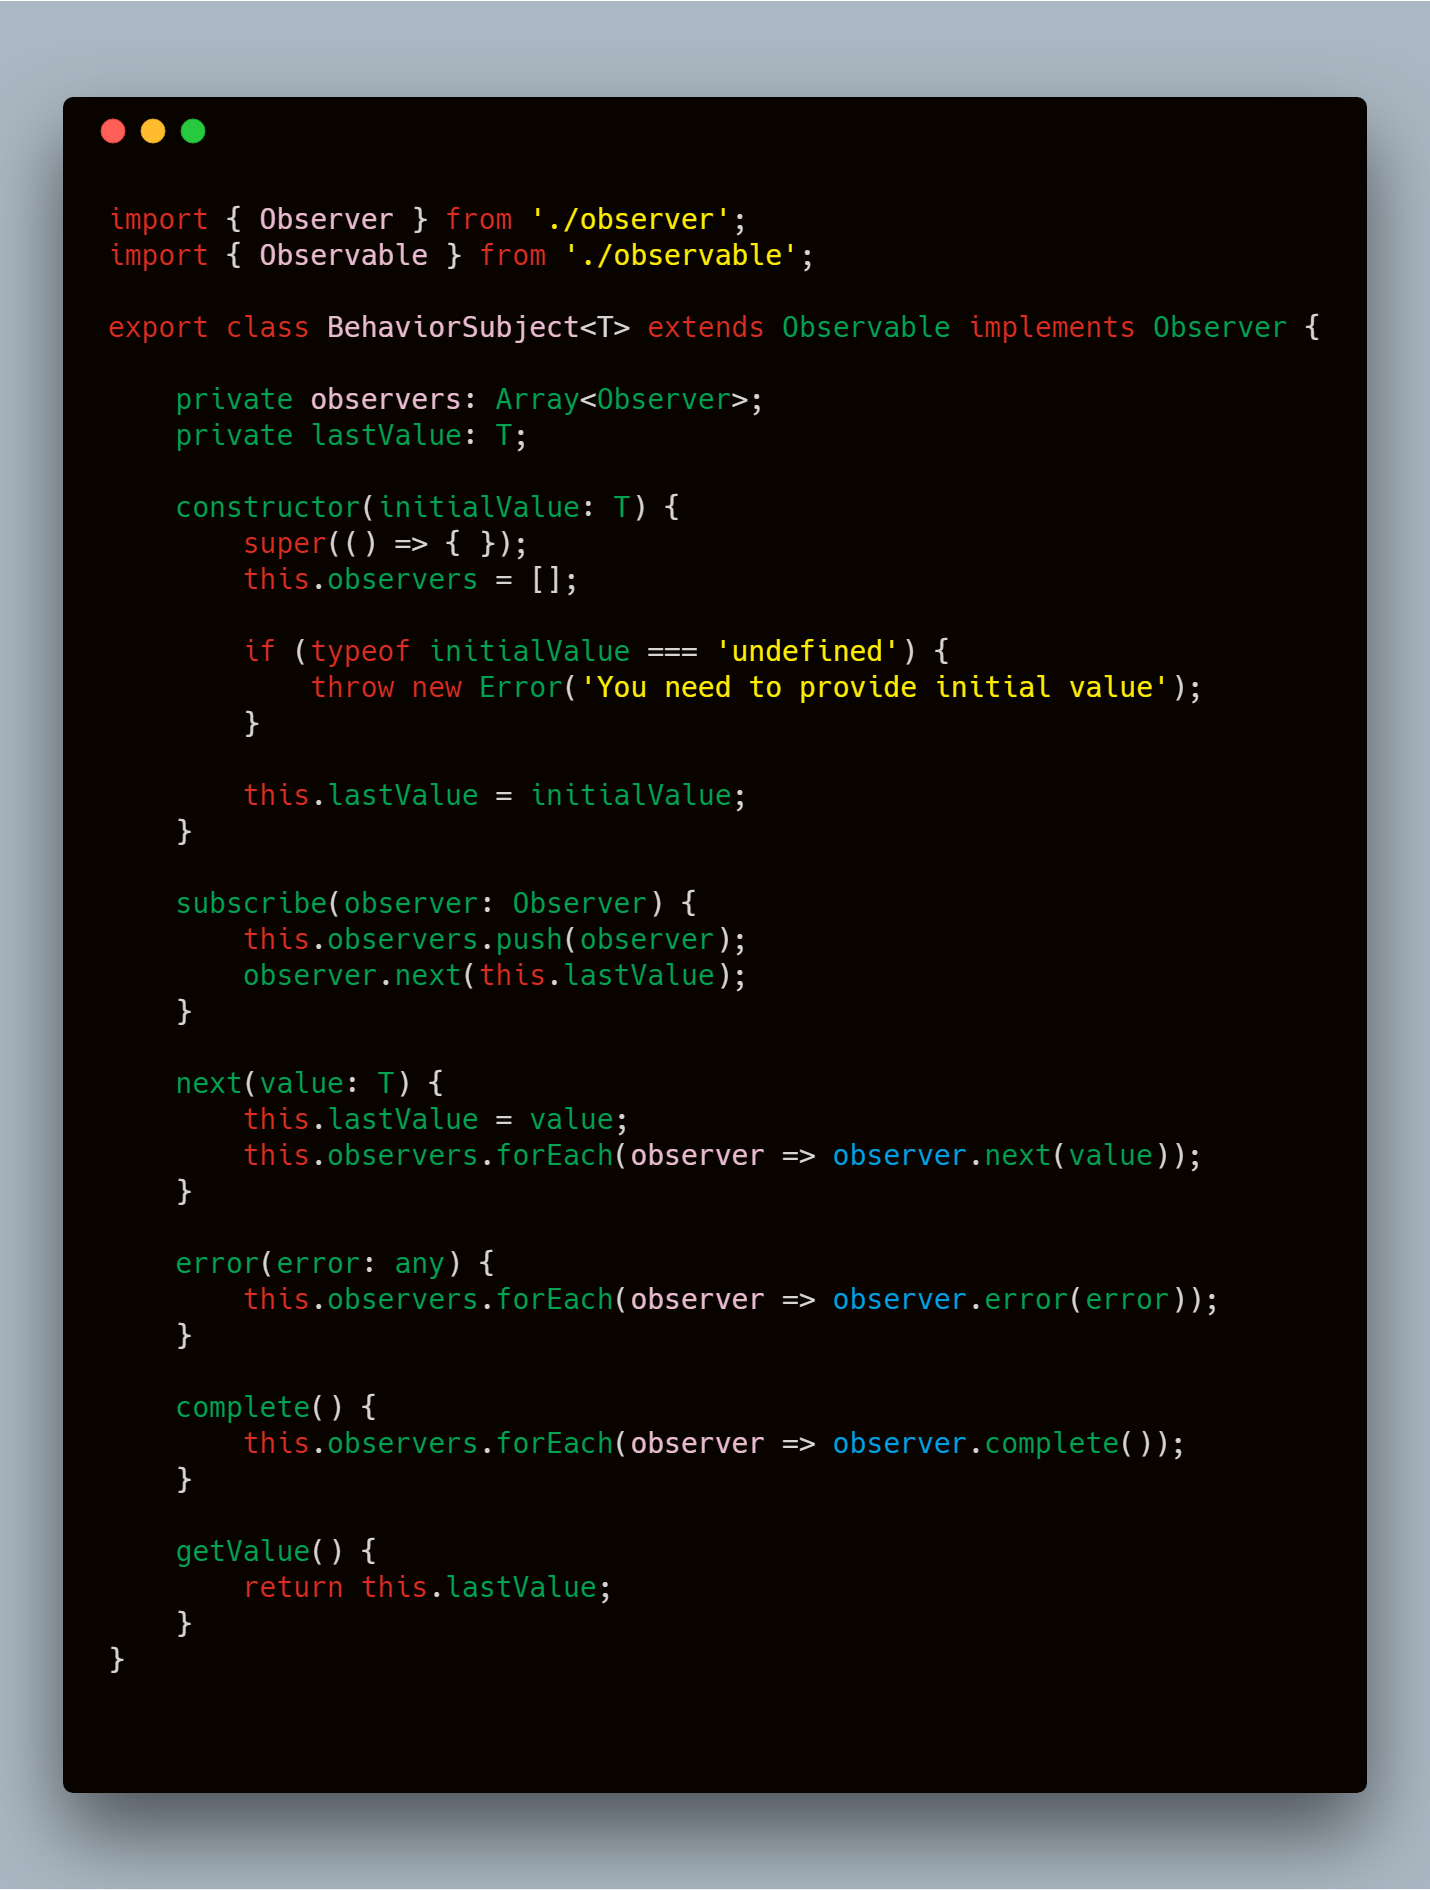 import { Observer } from './observer';
import { Observable } from './observable';

export class BehaviorSubject<T> extends Observable implements Observer {

    private observers: Array<Observer>;
    private lastValue: T;

    constructor(initialValue: T) {
        super(() => { });
        this.observers = [];

        if (typeof initialValue === 'undefined') {
            throw new Error('You need to provide initial value');
        }

        this.lastValue = initialValue;
    }

    subscribe(observer: Observer) {
        this.observers.push(observer);
        observer.next(this.lastValue);
    }

    next(value: T) {
        this.lastValue = value;
        this.observers.forEach(observer => observer.next(value));
    }

    error(error: any) {
        this.observers.forEach(observer => observer.error(error));
    }

    complete() {
        this.observers.forEach(observer => observer.complete());
    }

    getValue() {
        return this.lastValue;
    }
}